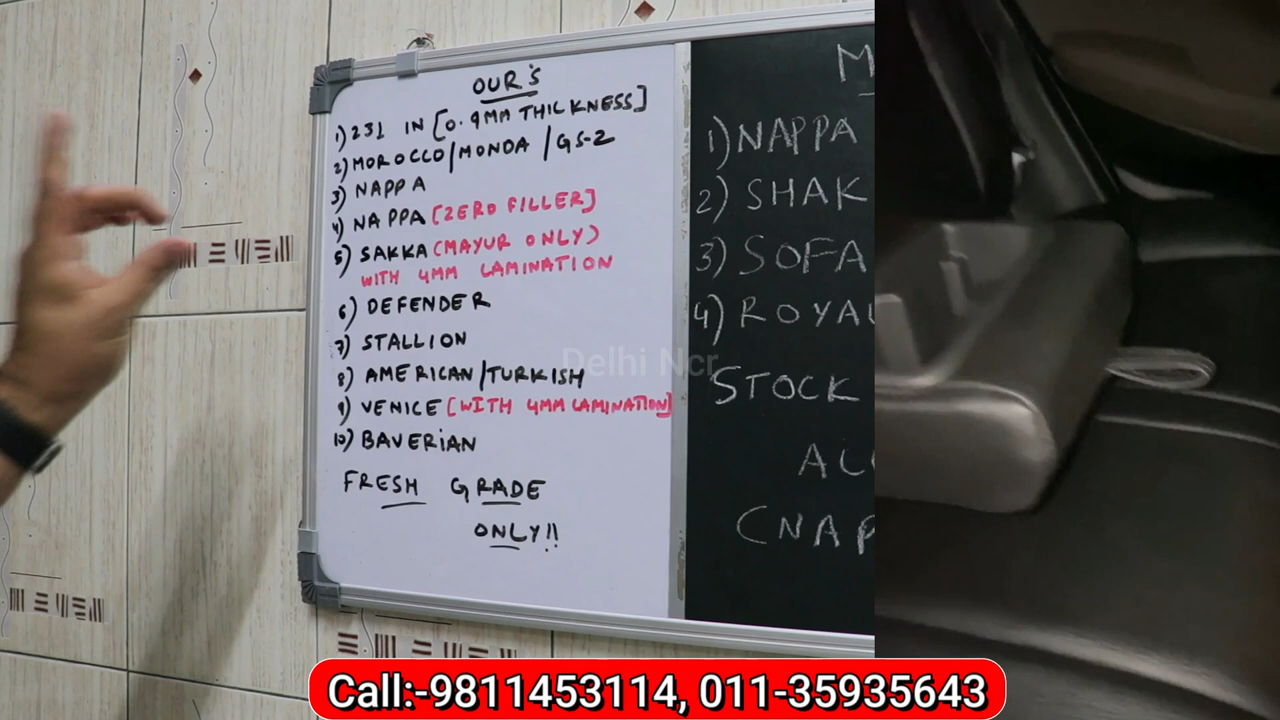 OUR'S
1) 231 IN [0.9MM THICKNESS]
2) MOROCCO/MONDA /GS-2
3) NAPPA
4) NAPPA [ZERO FILLER]
5) SAKKA (MAYUR ONLY)
WITH 4MM LAMINATION
6) DEFENDER
7) STALLION
8) AMERICAN/TURKISH
9) VENICE [WITH 4MM LAMINATION]
10) BAVERIAN
FRESH GRADE
ONLY!!
M
1) NAPPA
2) SHAK
3) SOFA
4) ROYAL
STOCK
AL
(NAP
Delhi Ncr
Call:-9811453114, 011-35935643